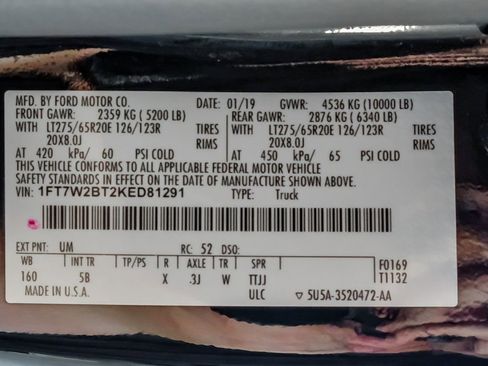 MFD. BY FORD MOTOR CO. DATE: 01/19 GVWR: 4536 KG (10000 LB)
FRONT GAWR: 2359 KG (5200 LB) REAR GAWR: 2876 KG (6340 LB)
WITH LT275/65R20E 126/123R TIRES WITH LT275/65R20E 126/123R TIRES
20X8.0J RIMS 20X8.0J RIMS
AT 420 kPa/ 60 PSI COLD AT 450 kPa/ 65 PSI COLD
THIS VEHICLE CONFORMS TO ALL APPLICABLE FEDERAL MOTOR VEHICLE
SAFETY STANDARDS IN EFFECT ON THE DATE OF MANUFACTURE SHOWN ABOVE.
VIN: 1FT7W2BT2KED81291 TYPE: Truck
EXT PNT: UM RC: 52 DSO:
WB INT TR TP/PS R AXLE TR SPR F0169
160 5B X 3J W TTJJ T1132
MADE IN U.S.A. ULC ▽ 5U5A-3520472-AA